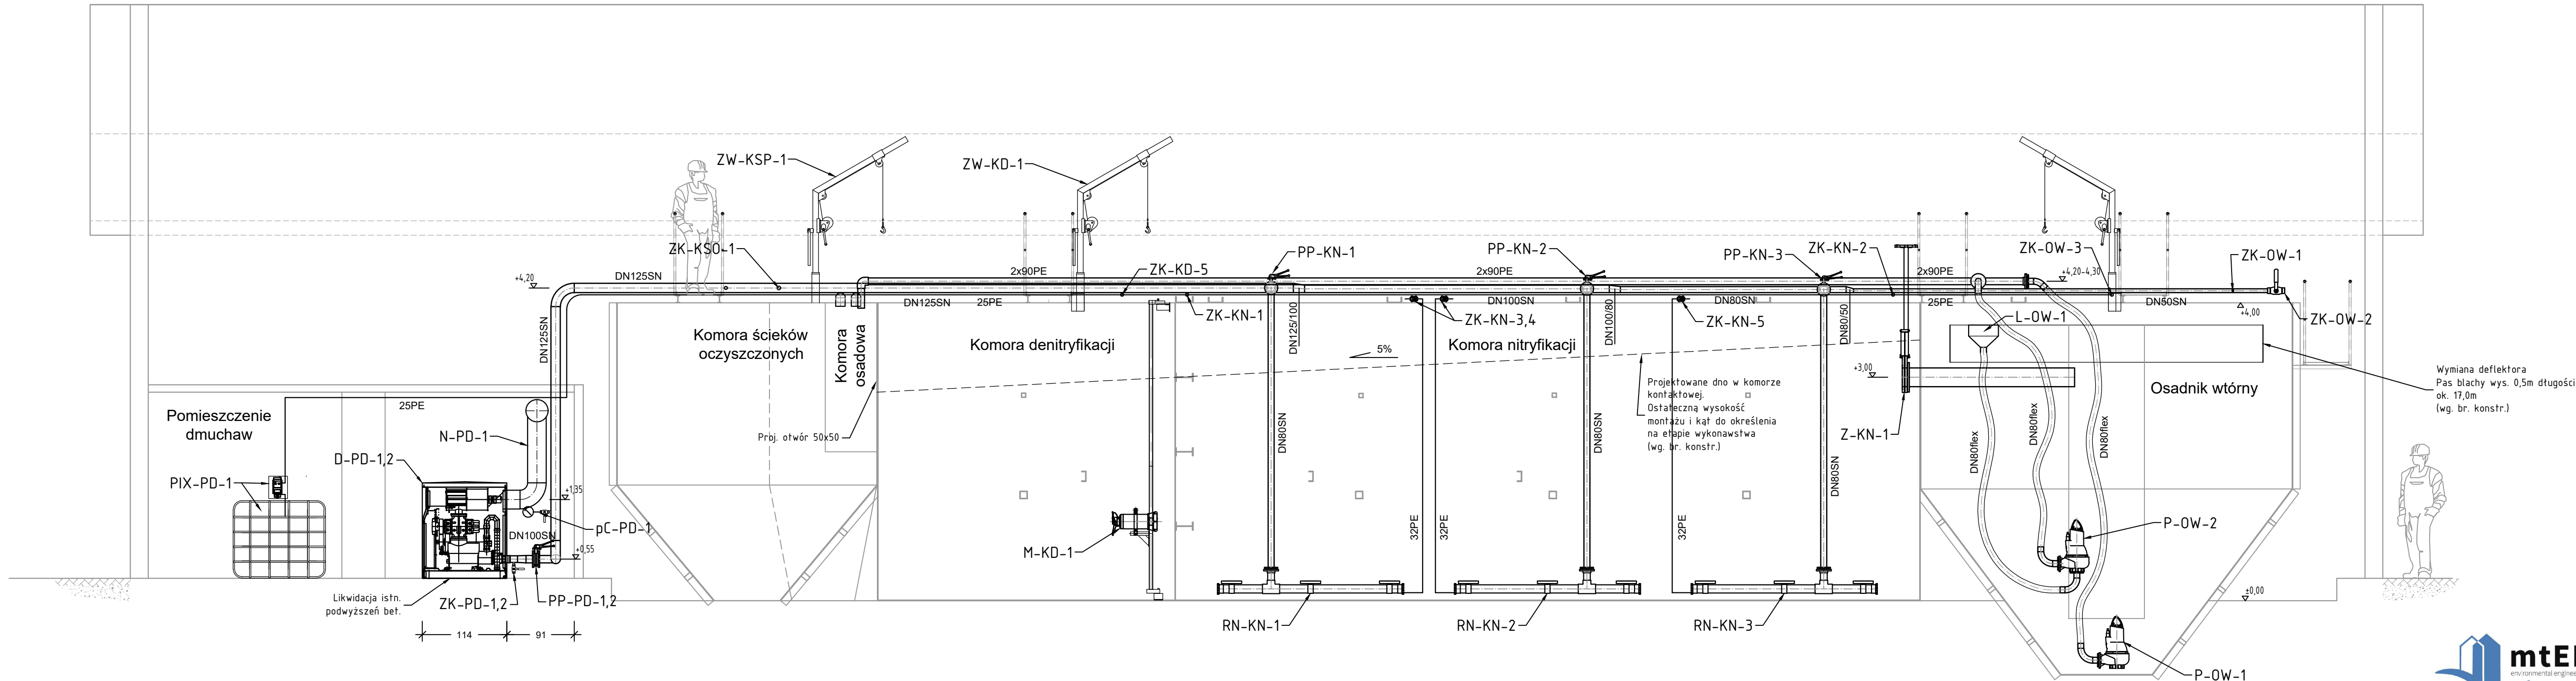 ZW-KSP-1
ZW-KD-1
ZK-KSO-1
+4,20
DN125SN
2x90PE
ZK-KD-5
PP-KN-1
2x90PE
PP-KN-2
PP-KN-3
ZK-KN-2
2x90PE
ZK-OW-3
+4,20-4,30
ZK-OW-1
DN125SN
25PE
ZK-KN-1
DN125/100
DN100SN
ZK-KN-3,4
DN100/80
DN80SN
ZK-KN-5
DN80/50
25PE
DN50SN
+4,00
ZK-OW-2
L-OW-1
DN125SN
Komora ścieków
oczyszczonych
Komora
osadowa
Komora denitryfikacji
Komora nitryfikacji
5%
+3,00
Projektowane dno w komorze
kontaktowej.
Ostateczną wysokość
montażu i kąt do określenia
na etapie wykonawstwa
(wg. br. konstr.)
Z-KN-1
Osadnik wtórny
Wymiana deflektora
Pas blachy wys. 0,5m długości
ok. 17,0m
(wg. br. konstr.)
Pomieszczenie
dmuchaw
25PE
N-PD-1
Proj. otwór 50x50
D-PD-1,2
PIX-PD-1
+1,35
pC-PD-1
DN100SN
+0,55
M-KD-1
DN80SN
32PE
32PE
DN80SN
32PE
DN80SN
DN80flex
DN80flex
DN80flex
P-OW-2
Likwidacja istn.
podwyższeń bet.
ZK-PD-1,2
PP-PD-1,2
114
91
RN-KN-1
RN-KN-2
RN-KN-3
±0,00
P-OW-1